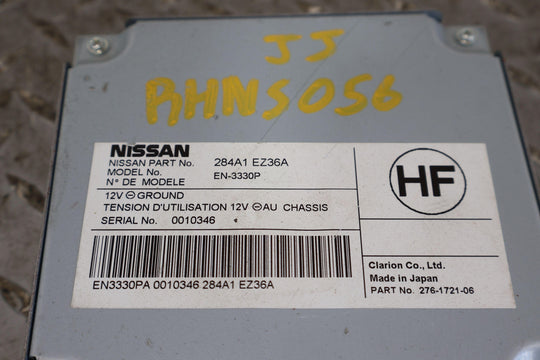 JJ
RHNS056
NISSAN
NISSAN PART No. 284A1 EZ36A
MODEL No. EN-3330P
N° DE MODELE
12V ⊖ GROUND
TENSION D'UTILISATION 12V ⊖ AU CHASSIS
SERIAL No. 0010346
EN3330PA 0010346 284A1 EZ36A
HF
Clarion Co., Ltd.
Made in Japan
PART No. 276-1721-06